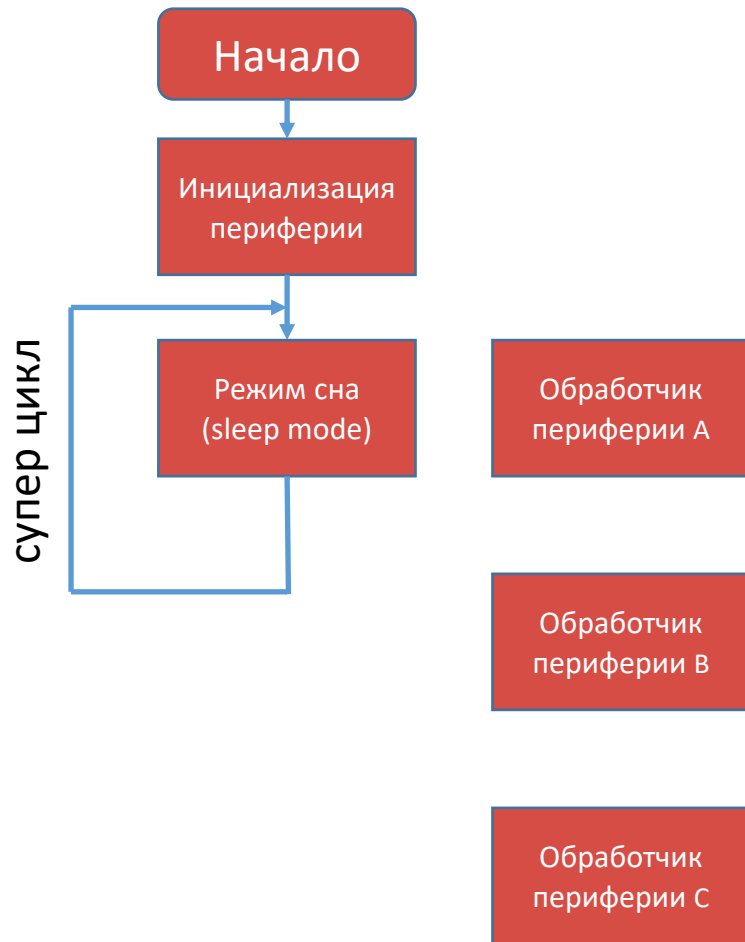 Начало
Инициализация
периферии
супер цикл
Режим сна
(sleep mode)
Обработчик
периферии A
Обработчик
периферии B
Обработчик
периферии C